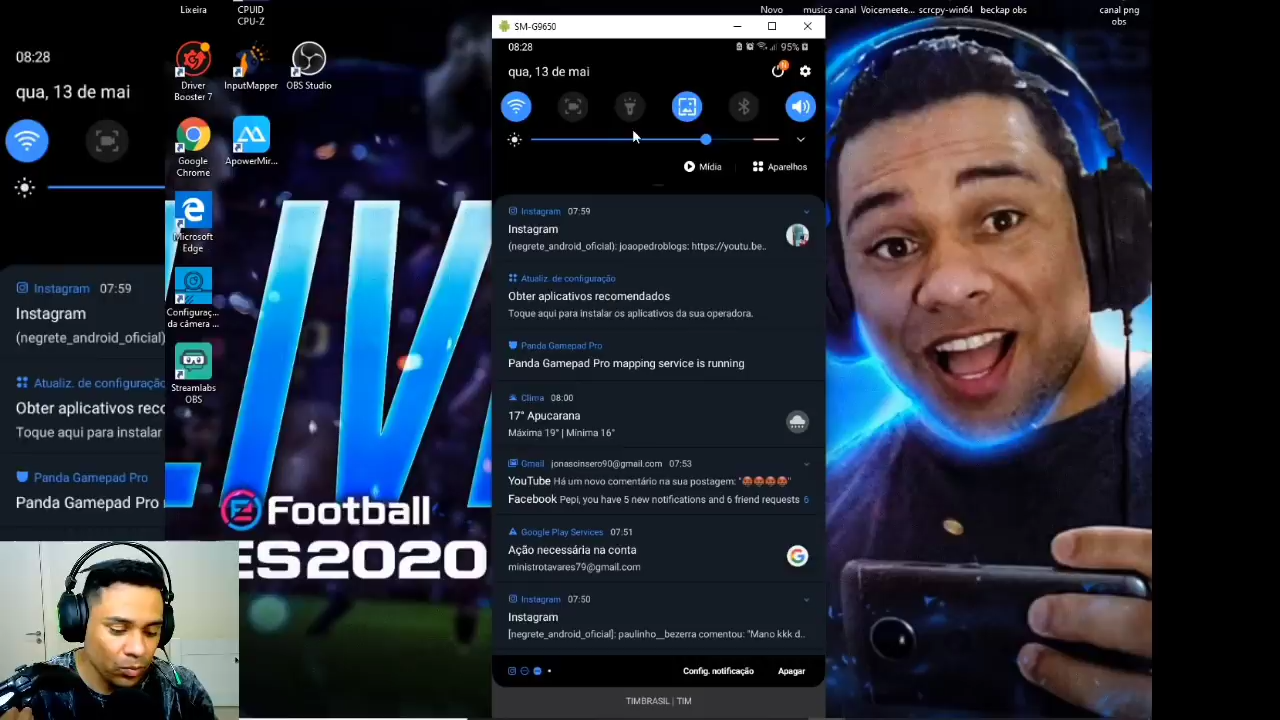 Lixeira
CPUID
CPU-Z
Novo
musica canal
Voicemeete...
scrcpy-win64
beckap obs
canal png
obs
Driver
Booster 7
InputMapper
OBS Studio
Google
Chrome
ApowerMir...
Microsoft
Edge
Configuraç...
da câmera ...
Streamlabs
OBS
08:28
qua, 13 de mai
Instagram 07:59
Instagram
(negrete_android_oficial)
Atualiz. de configuração
Obter aplicativos reco
Toque aqui para instalar
Panda Gamepad Pro
Panda Gamepad Pro
LIVE
eFootball
PES2020
SM-G9650
08:28
95%
qua, 13 de mai
N
Mídia
Aparelhos
Instagram 07:59
Instagram
(negrete_android_oficial): joaopedroblogs: https://youtu.be..
Atualiz. de configuração
Obter aplicativos recomendados
Toque aqui para instalar os aplicativos da sua operadora.
Panda Gamepad Pro
Panda Gamepad Pro mapping service is running
Clima 08:00
17° Apucarana
Máxima 19° | Mínima 16°
Gmail jonascinsero90@gmail.com 07:53
YouTube Há um novo comentário na sua postagem: "👹👹👹👹"
Facebook Pepi, you have 5 new notifications and 6 friend requests 6
Google Play Services 07:51
Ação necessária na conta
ministrotavares79@gmail.com
Instagram 07:50
Instagram
[negrete_android_oficial]: paulinho__bezerra comentou: "Mano kkk d..
Config. notificação
Apagar
TIMBRASIL | TIM